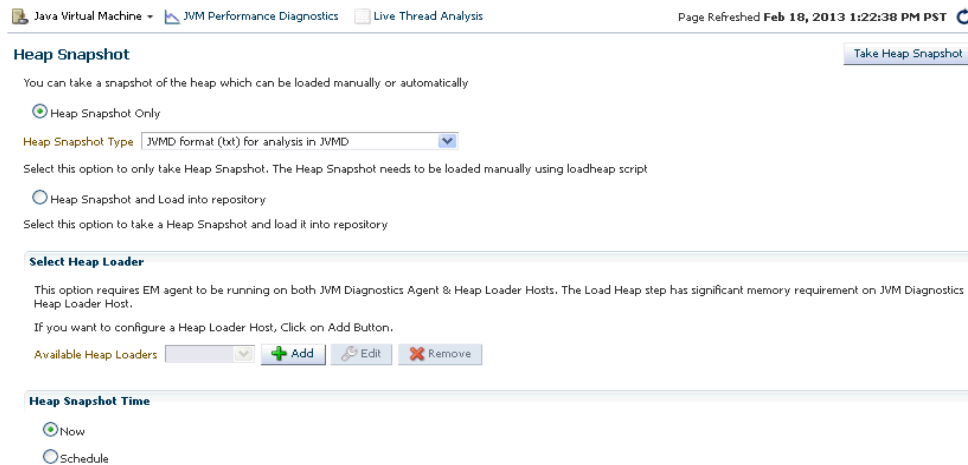 Java Virtual Machine JVM Performance Diagnostics Live Thread Analysis Page Refreshed Feb 18, 2013 1:22:38 PM PST
Heap Snapshot Take Heap Snapshot
You can take a snapshot of the heap which can be loaded manually or automatically
Heap Snapshot Only
Heap Snapshot Type JVMD format (txt) for analysis in JVMD
Select this option to only take Heap Snapshot. The Heap Snapshot needs to be loaded manually using loadheap script
Heap Snapshot and Load into repository
Select this option to take a Heap Snapshot and load it into repository
Select Heap Loader
This option requires EM agent to be running on both JVM Diagnostics Agent & Heap Loader Hosts. The Load Heap step has significant memory requirement on JVM Diagnostics
Heap Loader Host.
If you want to configure a Heap Loader Host, Click on Add Button.
Available Heap Loaders Add Edit Remove
Heap Snapshot Time
Now
Schedule